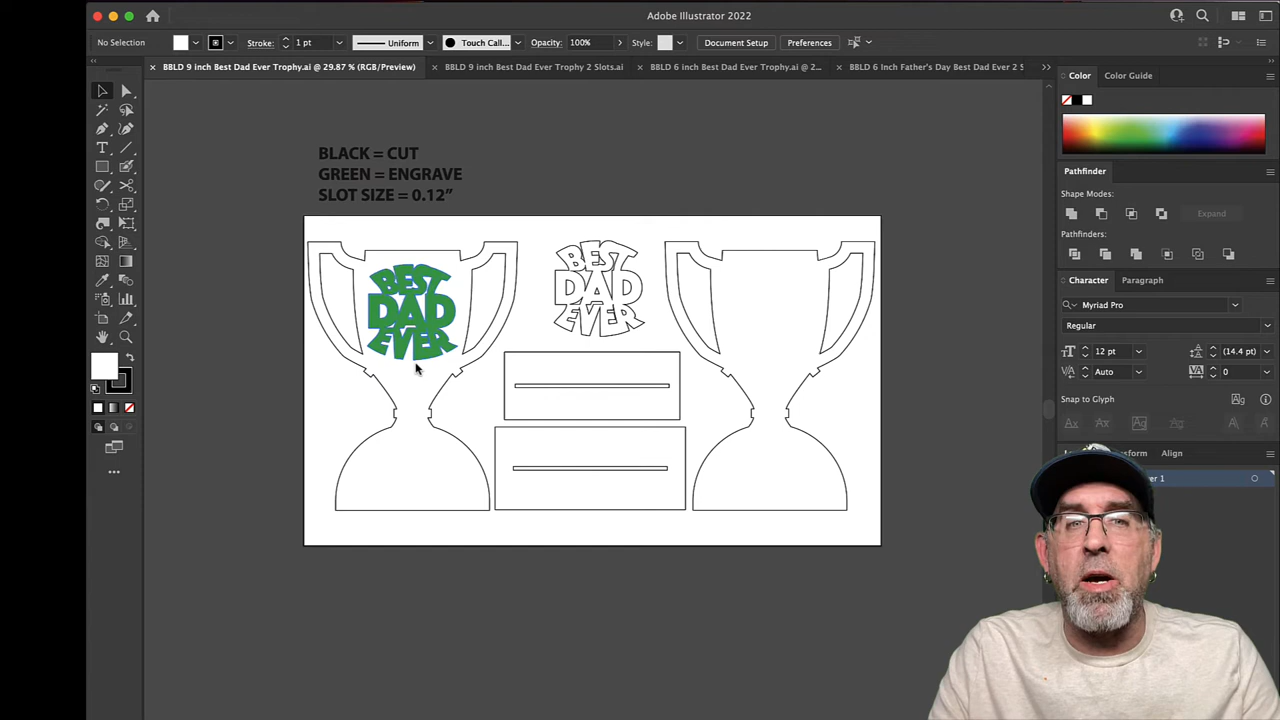 Adobe Illustrator 2022
No Selection
Stroke:
1 pt
Uniform
Touch Call...
Opacity:
100%
Style:
Document Setup
Preferences
× BBLD 9 inch Best Dad Ever Trophy.ai @ 29.87 % (RGB/Preview)
× BBLD 9 inch Best Dad Ever Trophy 2 Slots.ai
× BBLD 6 inch Best Dad Ever Trophy.ai @ 2...
× BBLD 6 Inch Father's Day Best Dad Ever 2 S
BLACK = CUT
GREEN = ENGRAVE
SLOT SIZE = 0.12”
BEST
DAD
EVER
BEST
DAD
EVER
Color
Color Guide
Pathfinder
Shape Modes:
Expand
Pathfinders:
Character
Paragraph
Myriad Pro
Regular
12 pt
(14.4 pt)
Auto
0
Snap to Glyph
Align